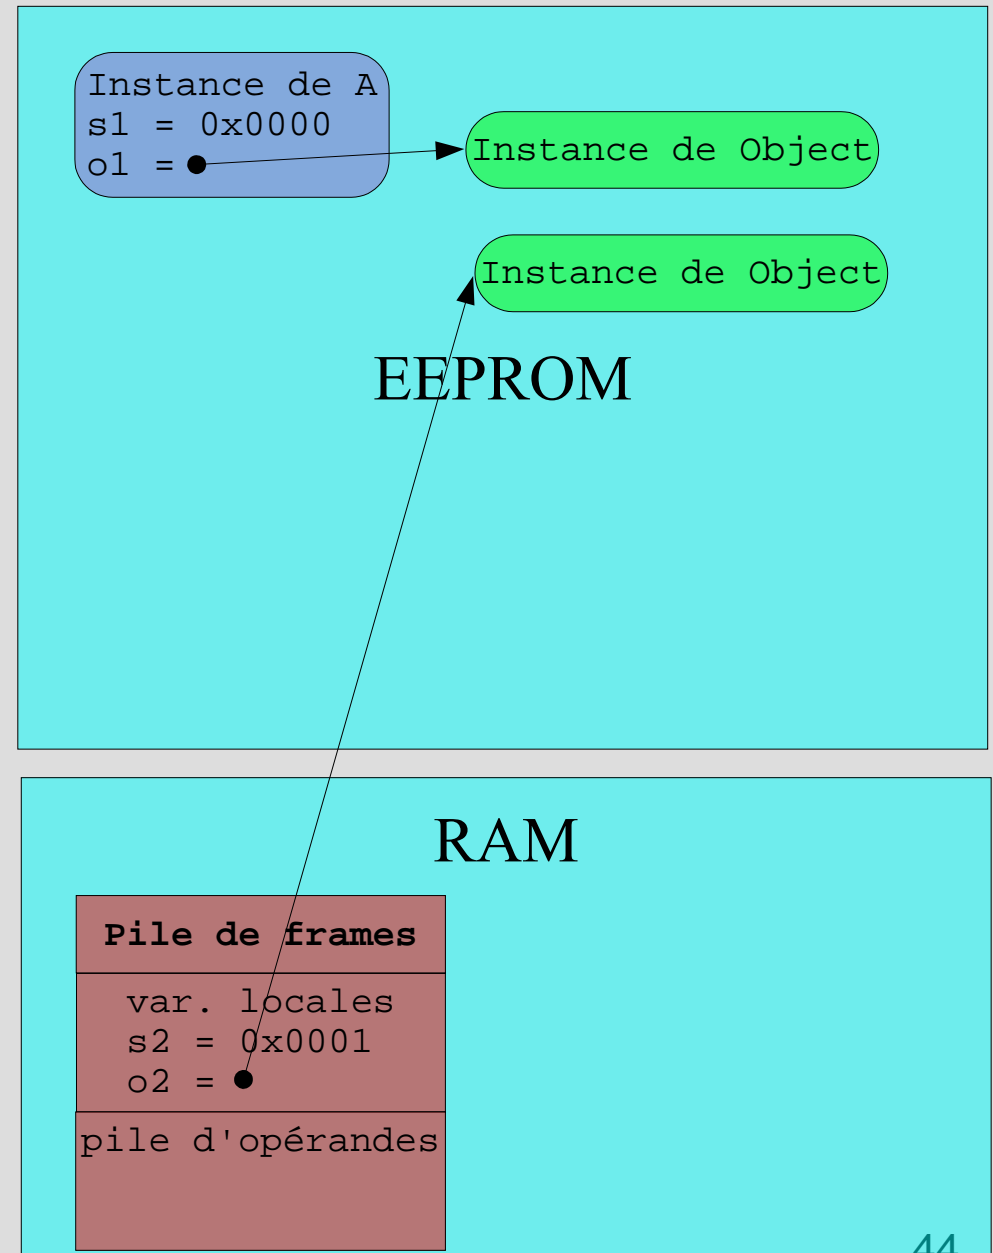 Instance de A
s1 = 0x0000
o1 =
Instance de Object
Instance de Object
EEPROM
RAM
Pile de frames
var. locales
s2 = 0x0001
o2 =
pile d'opérandes
44